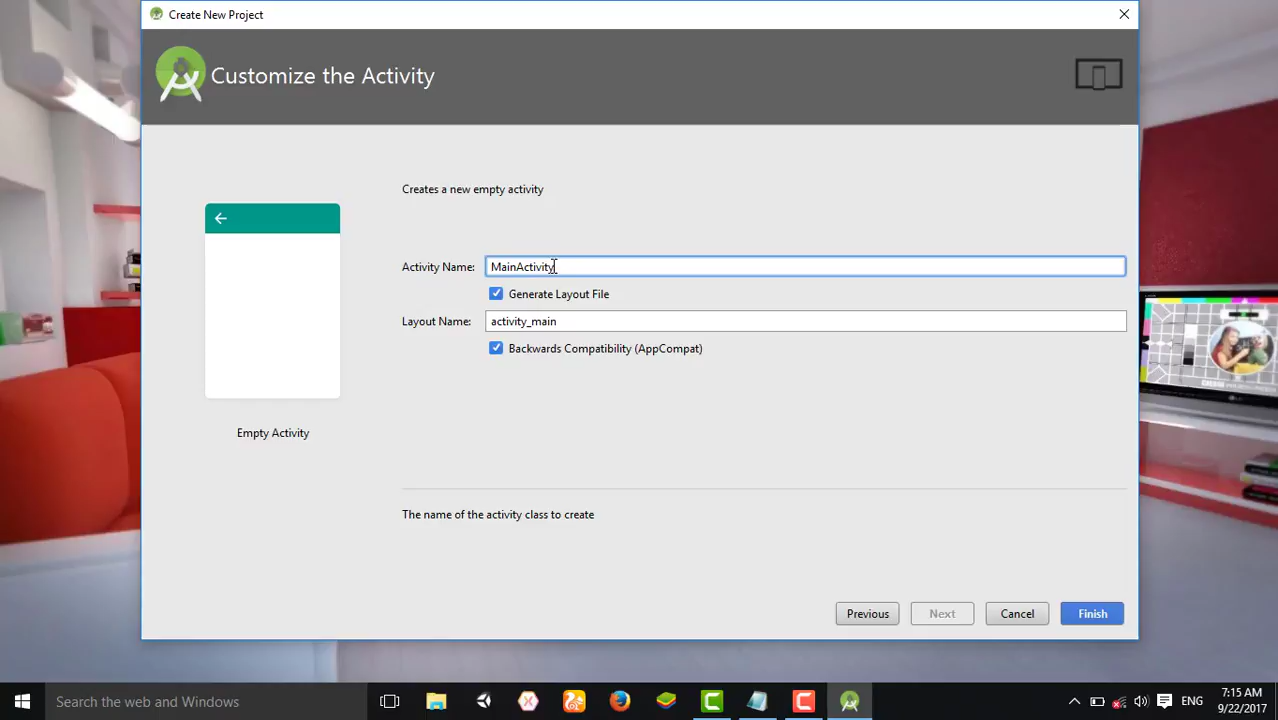 Create New Project
Customize the Activity
Creates a new empty activity
Activity Name: MainActivity
Generate Layout File
Layout Name: activity_main
Backwards Compatibility (AppCompat)
Empty Activity
The name of the activity class to create
Previous Next Cancel Finish
Search the web and Windows
ENG
7:15 AM
9/22/2017